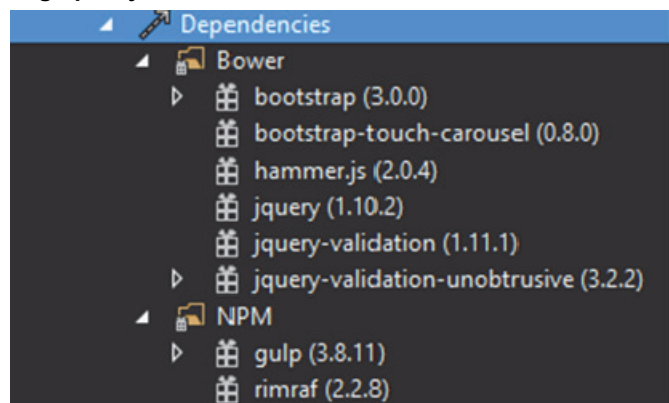 Dependencies
Bower
bootstrap (3.0.0)
bootstrap-touch-carousel (0.8.0)
hammer.js (2.0.4)
jquery (1.10.2)
jquery-validation (1.11.1)
jquery-validation-unobtrusive (3.2.2)
NPM
gulp (3.8.11)
rimraf (2.2.8)